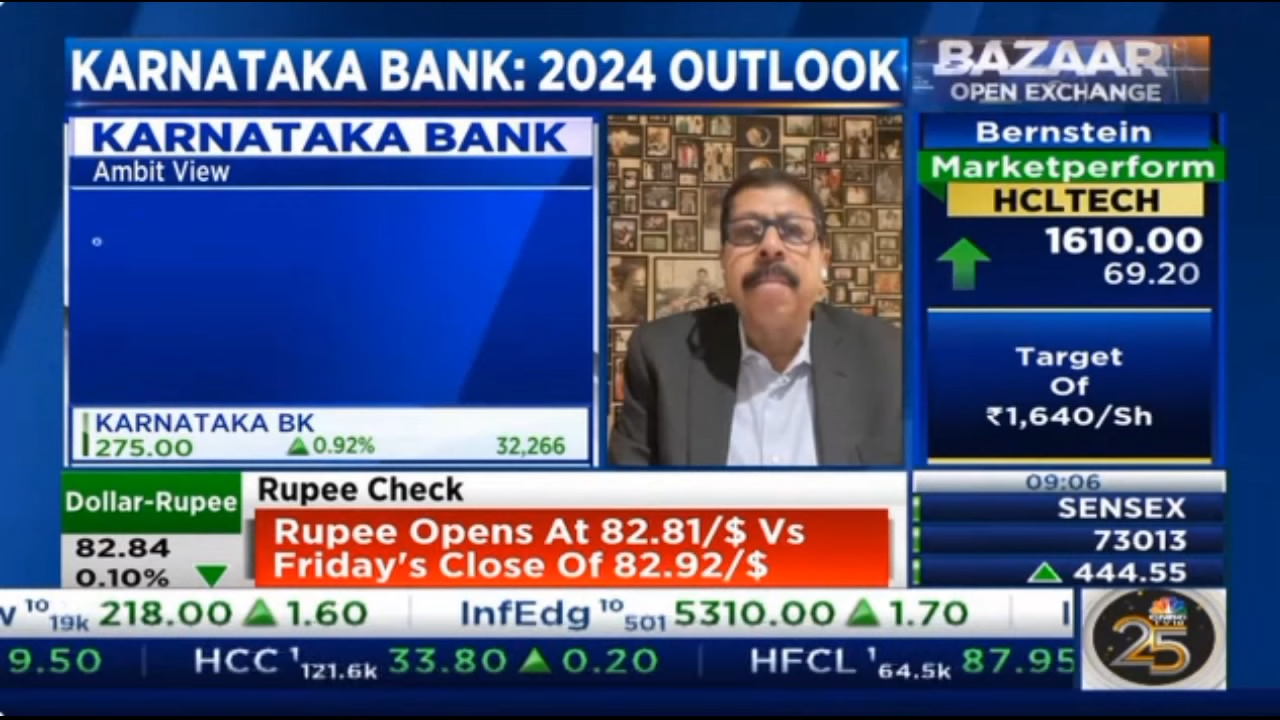 KARNATAKA BANK: 2024 OUTLOOK
BAZAAR
OPEN EXCHANGE
KARNATAKA BANK
Ambit View
KARNATAKA BK
275.00 ▲ 0.92% 32,266
Bernstein
Marketperform
HCLTECH
1610.00
69.20
Target
Of
₹1,640/Sh
Dollar-Rupee
82.84
0.10% ▼
Rupee Check
Rupee Opens At 82.81/$ Vs
Friday's Close Of 82.92/$
09:06
SENSEX
73013
▲ 444.55
w 10 19k 218.00 ▲ 1.60 InfEdg 10 501 5310.00 ▲ 1.70
9.50 HCC 1 121.6k 33.80 ▲ 0.20 HFCL 1 64.5k 87.95
25